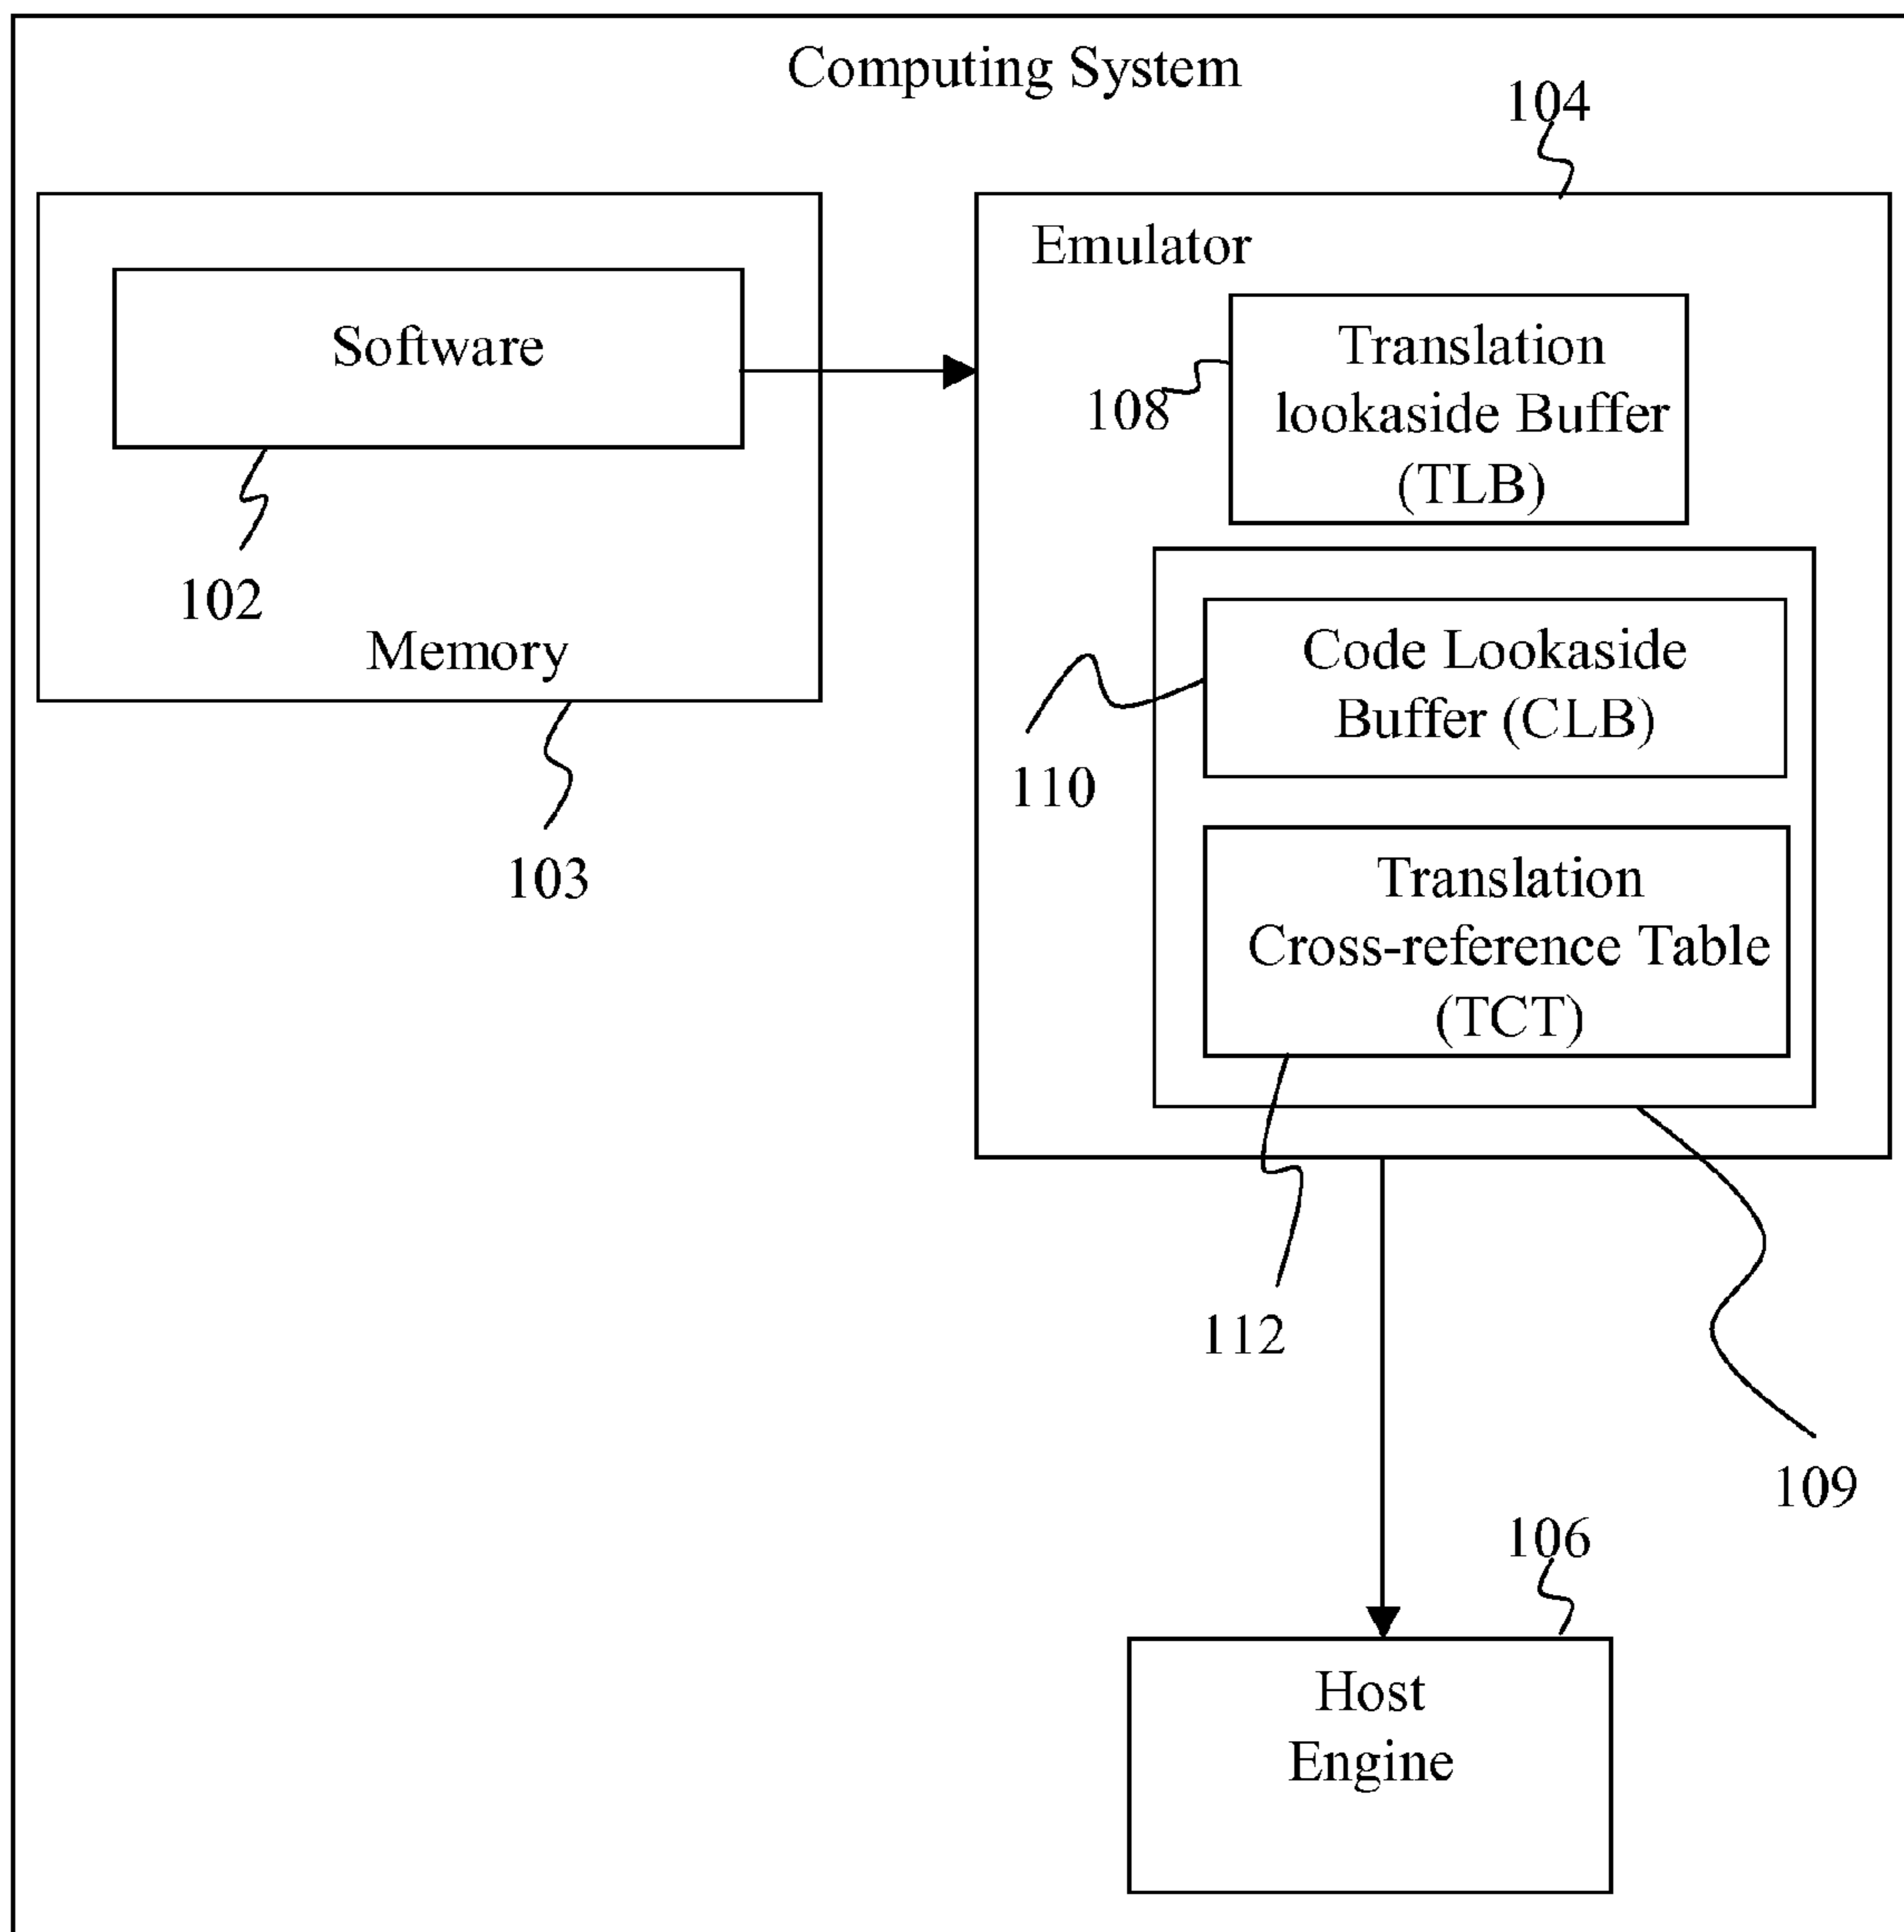 Computing System
104
Emulator
Software
Translation
lookaside Buffer
(TLB)
108
102
Memory
103
Code Lookaside
Buffer (CLB)
110
Translation
Cross-reference Table
(TCT)
112
109
106
Host
Engine